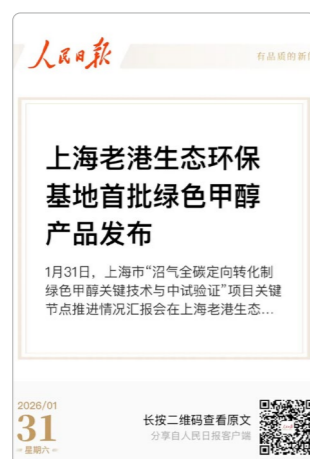 人民日报
有品质的新
上海老港生态环保
基地首批绿色甲醇
产品发布
1月31日，上海市“沼气全碳定向转化制
绿色甲醇关键技术与中试验证”项目关键
节点推进情况汇报会在上海老港生态...
2026/01
31
星期六
长按二维码查看原文
分享自人民日报客户端